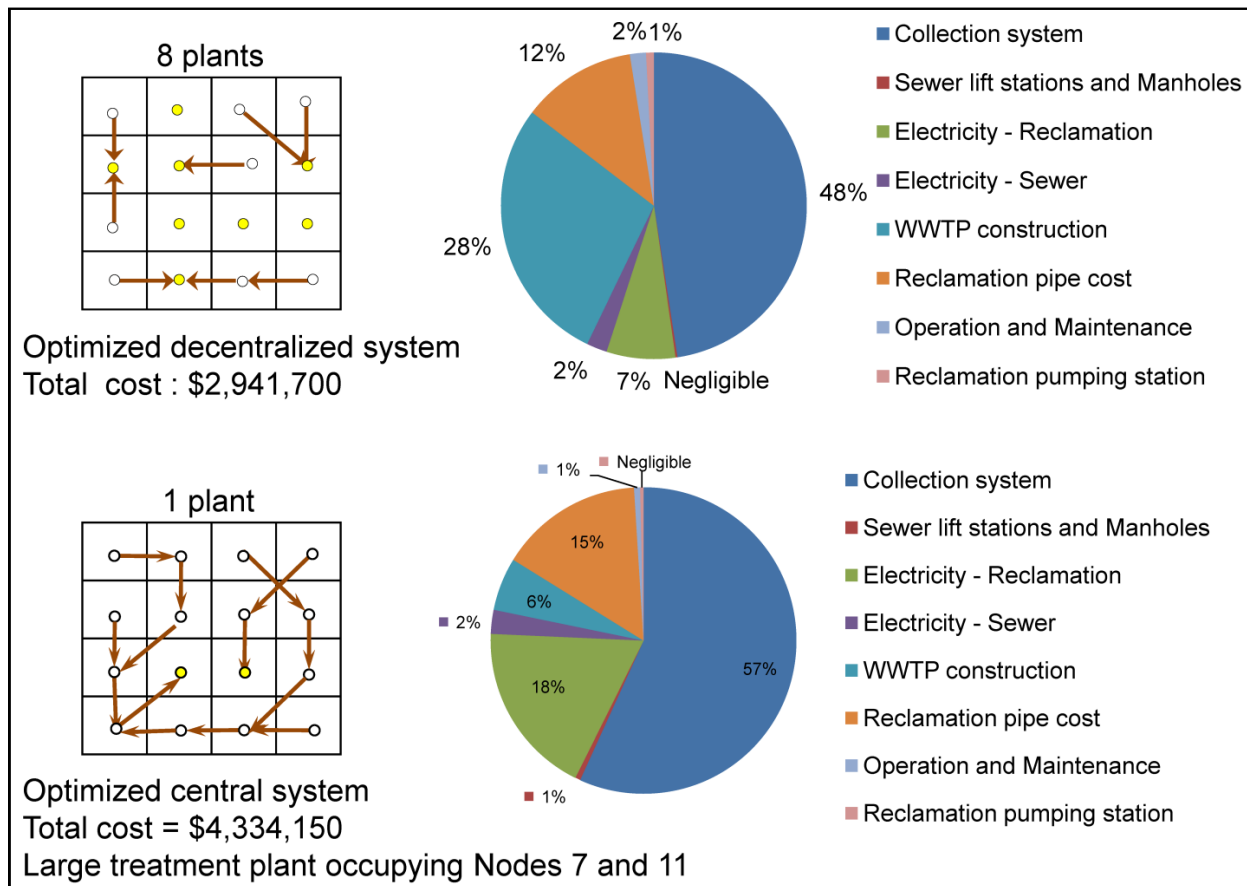 8 plants
Optimized decentralized system
Total  cost : $2,941,700
2%
1%
12%
48%
28%
2%
7%
Negligible
Collection system
Sewer lift stations and Manholes
Electricity - Reclamation
Electricity - Sewer
WWTP construction
Reclamation pipe cost
Operation and Maintenance
Reclamation pumping station
1 plant
Optimized central system
Total cost = $4,334,150
Large treatment plant occupying Nodes 7 and 11
Negligible
1%
15%
6%
2%
57%
18%
1%
Collection system
Sewer lift stations and Manholes
Electricity - Reclamation
Electricity - Sewer
WWTP construction
Reclamation pipe cost
Operation and Maintenance
Reclamation pumping station